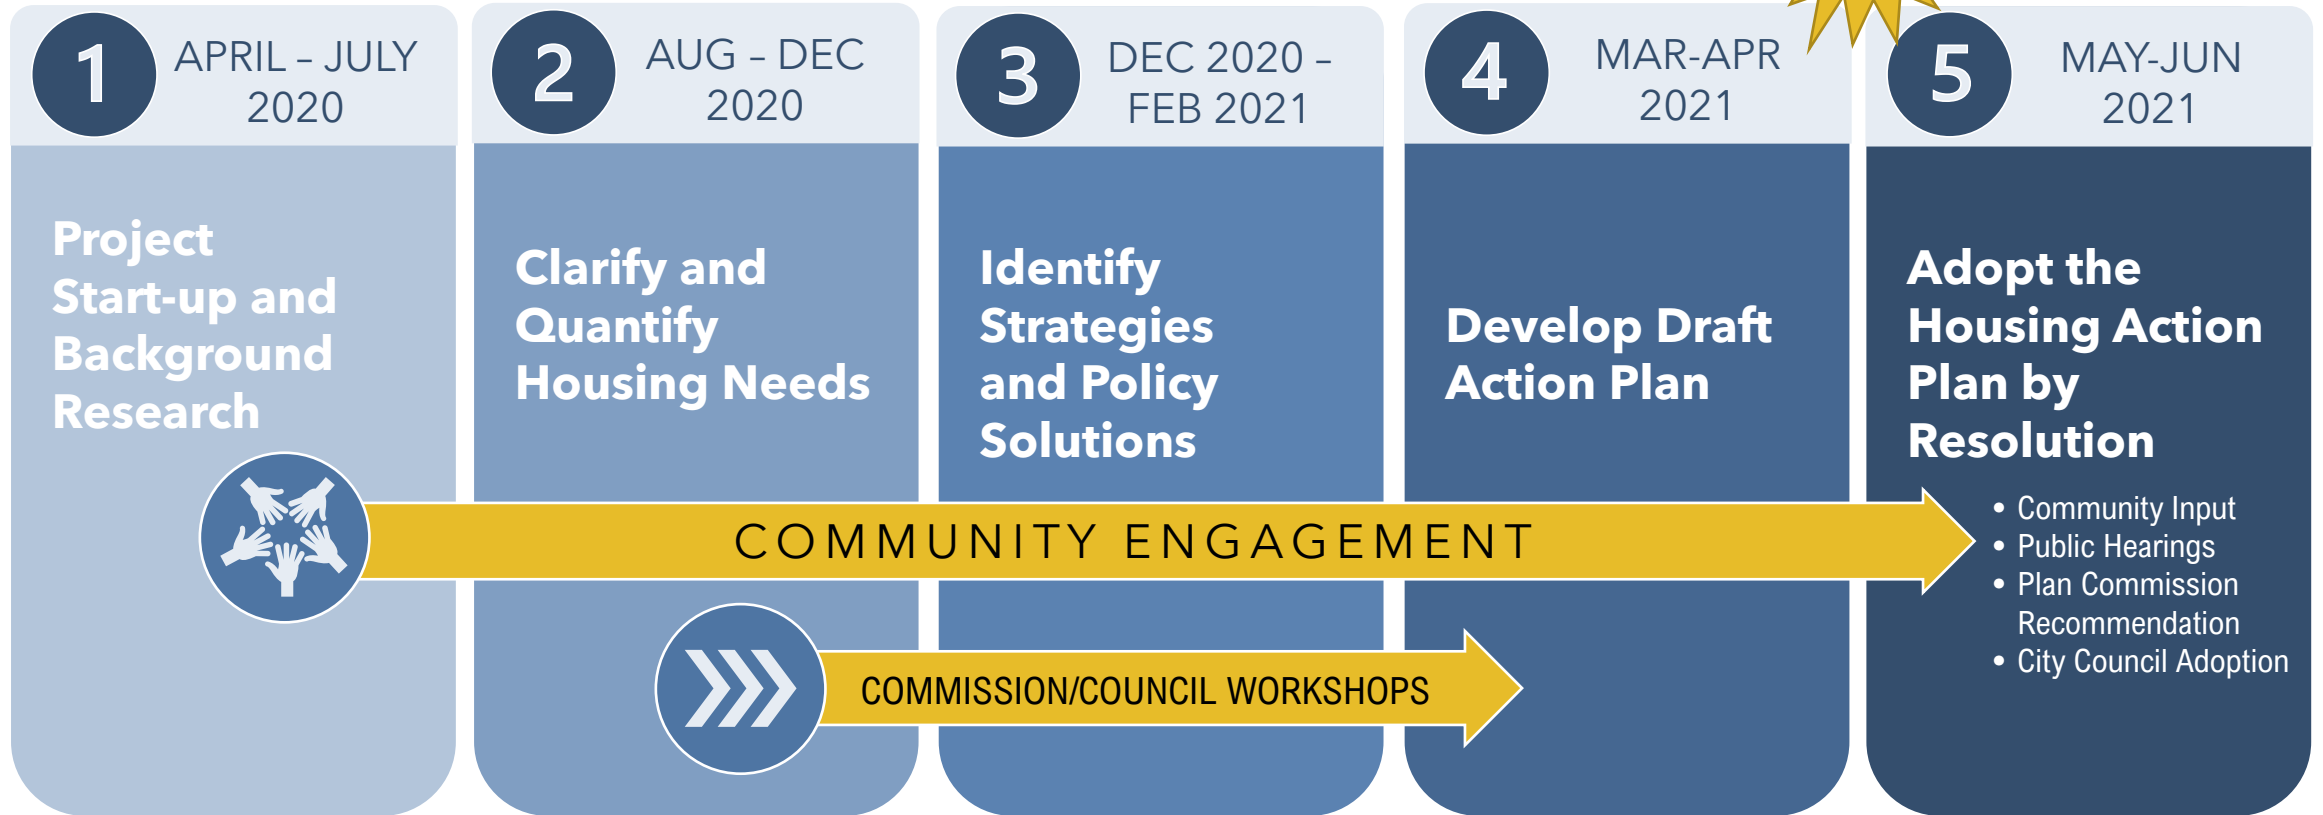 1
APRIL – JULY
2020
Project
Start-up and
Background
Research
2
AUG – DEC
2020
Clarify and
Quantify
Housing Needs
3
DEC 2020 –
FEB 2021
Identify
Strategies
and Policy
Solutions
4
MAR-APR
2021
Develop Draft
Action Plan
5
MAY-JUN
2021
Adopt the
Housing Action
Plan by
Resolution
• Community Input
• Public Hearings
• Plan Commission
Recommendation
• City Council Adoption
COMMUNITY ENGAGEMENT
COMMISSION/COUNCIL WORKSHOPS